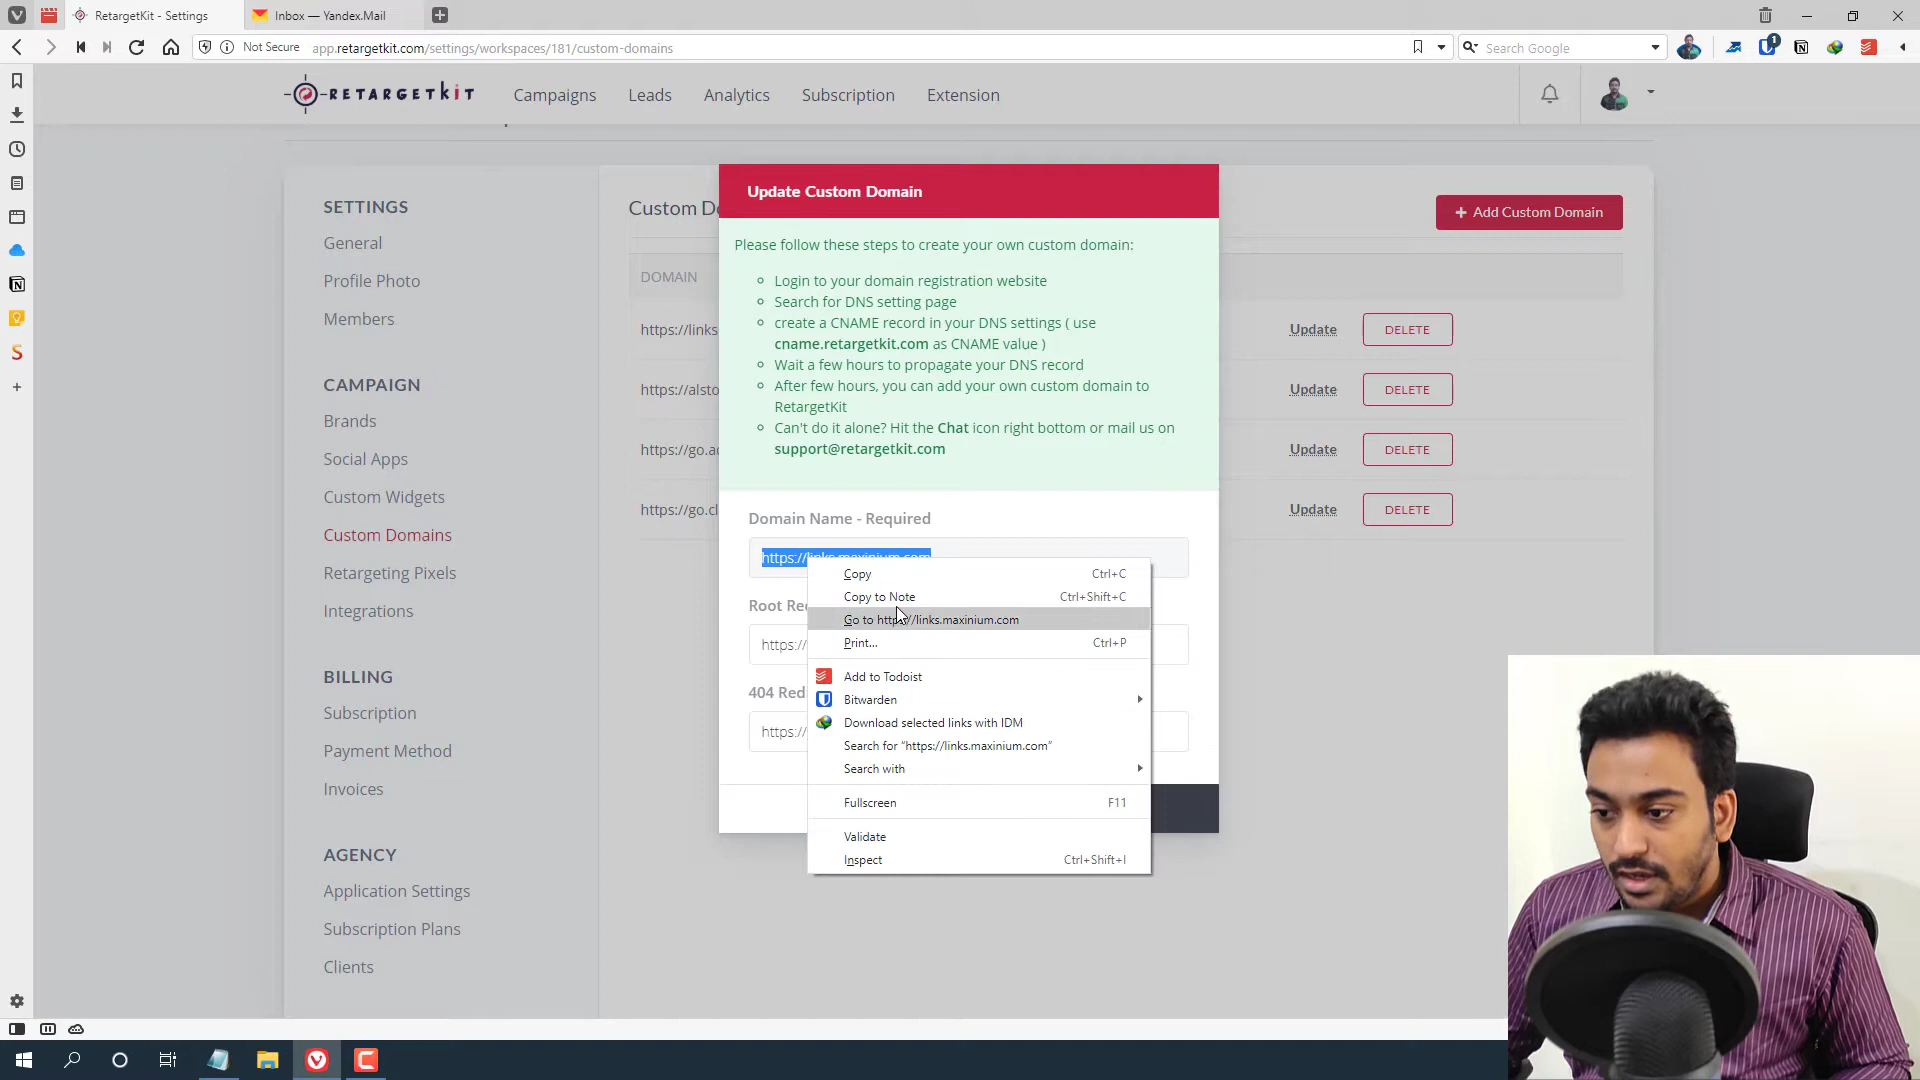 RetargetKit - Settings
Inbox — Yandex.Mail
Not Secure
app.retargetkit.com/settings/workspaces/181/custom-domains
Search Google
1
RETARGETKIT
Campaigns
Leads
Analytics
Subscription
Extension
SETTINGS
General
Profile Photo
Members
CAMPAIGN
Brands
Social Apps
Custom Widgets
Custom Domains
Retargeting Pixels
Integrations
BILLING
Subscription
Payment Method
Invoices
AGENCY
Application Settings
Subscription Plans
Clients
Custom Do
+ Add Custom Domain
DOMAIN
https://links
Update
DELETE
https://alsto
Update
DELETE
https://go.ac
Update
DELETE
https://go.cl
Update
DELETE
Update Custom Domain
Please follow these steps to create your own custom domain:
Login to your domain registration website
Search for DNS setting page
create a CNAME record in your DNS settings ( use
cname.retargetkit.com as CNAME value )
Wait a few hours to propagate your DNS record
After few hours, you can add your own custom domain to
RetargetKit
Can't do it alone? Hit the Chat icon right bottom or mail us on
support@retargetkit.com
Domain Name - Required
https://links.maxinium.com
Root Re
https://
404 Red
https://
Copy Ctrl+C
Copy to Note Ctrl+Shift+C
Go to https://links.maxinium.com
Print... Ctrl+P
Add to Todoist
Bitwarden
Download selected links with IDM
Search for “https://links.maxinium.com”
Search with
Fullscreen F11
Validate
Inspect Ctrl+Shift+I